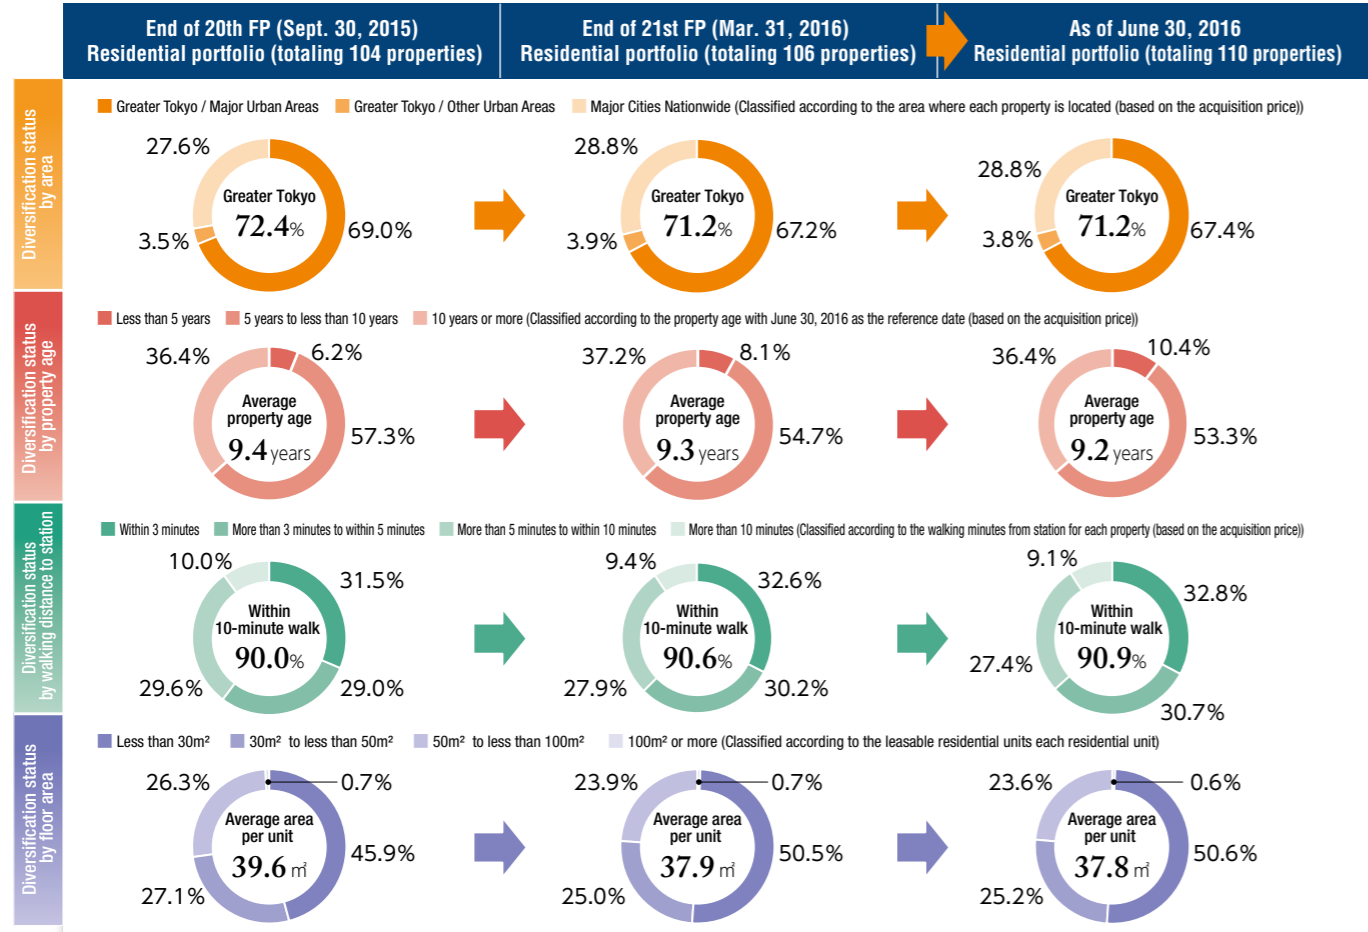 End of 20th FP (Sept. 30, 2015)
Residential portfolio (totaling 104 properties)
End of 21st FP (Mar. 31, 2016)
Residential portfolio (totaling 106 properties)
As of June 30, 2016
Residential portfolio (totaling 110 properties)
Diversification status
by area
Greater Tokyo / Major Urban Areas
Greater Tokyo / Other Urban Areas
Major Cities Nationwide (Classified according to the area where each property is located (based on the acquisition price))
27.6%
Greater Tokyo
72.4%
3.5%
69.0%
28.8%
Greater Tokyo
71.2%
3.9%
67.2%
28.8%
Greater Tokyo
71.2%
3.8%
67.4%
Diversification status
by property age
Less than 5 years
5 years to less than 10 years
10 years or more (Classified according to the property age with June 30, 2016 as the reference date (based on the acquisition price))
36.4%
6.2%
Average
property age
9.4 years
57.3%
37.2%
8.1%
Average
property age
9.3 years
54.7%
36.4%
10.4%
Average
property age
9.2 years
53.3%
Diversification status
by walking distance to station
Within 3 minutes
More than 3 minutes to within 5 minutes
More than 5 minutes to within 10 minutes
More than 10 minutes (Classified according to the walking minutes from station for each property (based on the acquisition price))
10.0%
31.5%
Within
10-minute walk
90.0%
29.6%
29.0%
9.4%
32.6%
Within
10-minute walk
90.6%
27.9%
30.2%
9.1%
32.8%
Within
10-minute walk
90.9%
27.4%
30.7%
Diversification status
by floor area
Less than 30m²
30m² to less than 50m²
50m² to less than 100m²
100m² or more (Classified according to the leasable residential units each residential unit)
26.3%
0.7%
Average area
per unit
39.6 ㎡
45.9%
27.1%
23.9%
0.7%
Average area
per unit
37.9 ㎡
50.5%
25.0%
23.6%
0.6%
Average area
per unit
37.8 ㎡
50.6%
25.2%